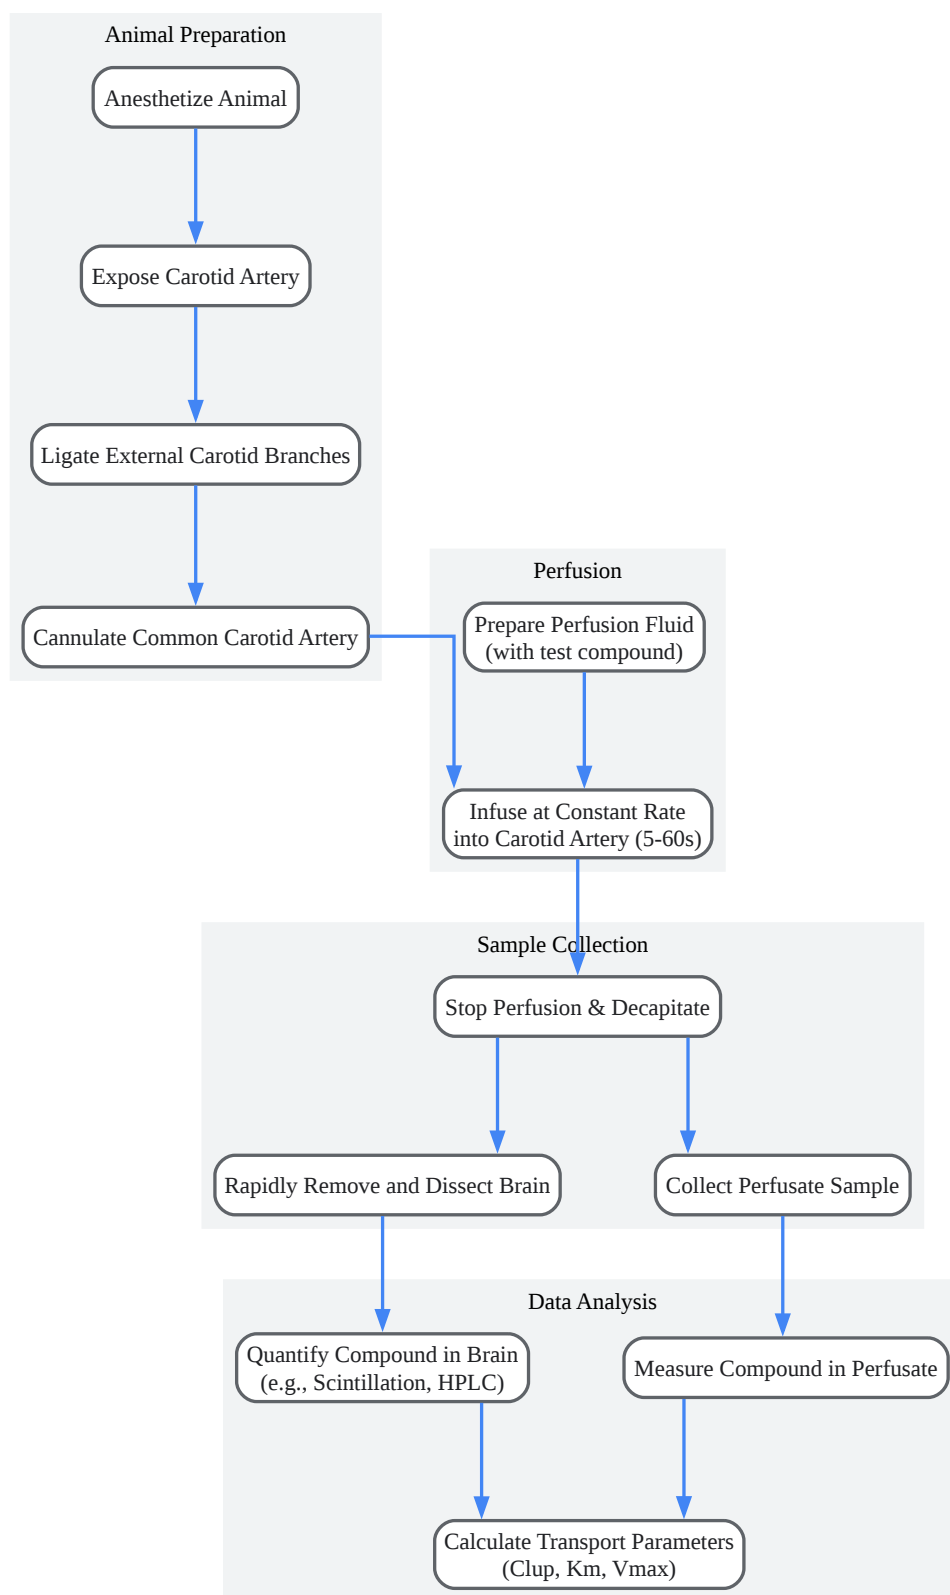 Animal Preparation
Anesthetize Animal
Expose Carotid Artery
Ligate External Carotid Branches
Cannulate Common Carotid Artery
Perfusion
Prepare Perfusion Fluid
(with test compound)
Infuse at Constant Rate
into Carotid Artery (5-60s)
Sample Collection
Stop Perfusion & Decapitate
Rapidly Remove and Dissect Brain
Collect Perfusate Sample
Data Analysis
Quantify Compound in Brain
(e.g., Scintillation, HPLC)
Measure Compound in Perfusate
Calculate Transport Parameters
(Clup, Km, Vmax)